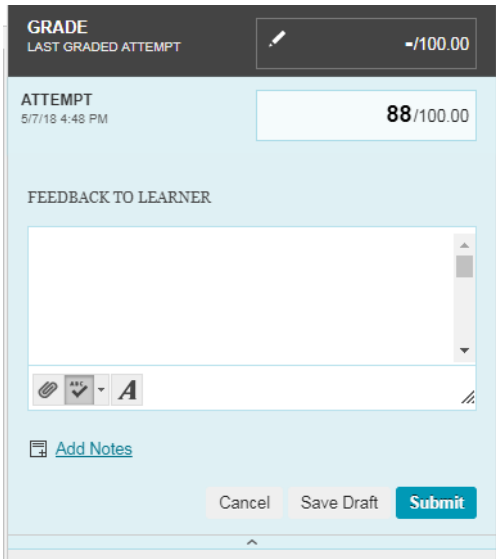 GRADE
LAST GRADED ATTEMPT
-/100.00
ATTEMPT
5/7/18 4:48 PM
88/100.00
FEEDBACK TO LEARNER
ABC
A
Add Notes
Cancel Save Draft Submit